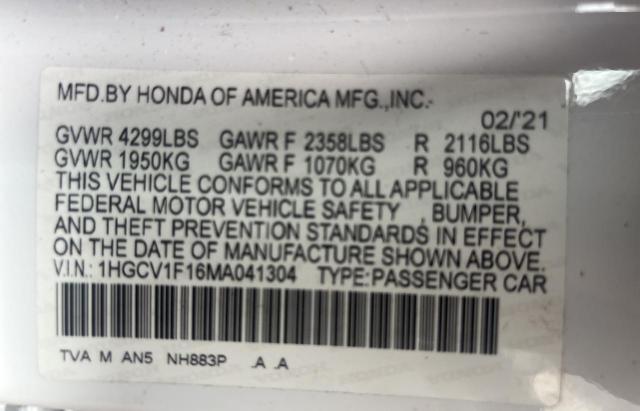 MFD.BY HONDA OF AMERICA MFG.,INC.
02/'21
GVWR 4299LBS GAWR F 2358LBS R 2116LBS
GVWR 1950KG GAWR F 1070KG R 960KG
THIS VEHICLE CONFORMS TO ALL APPLICABLE
FEDERAL MOTOR VEHICLE SAFETY , BUMPER,
AND THEFT PREVENTION STANDARDS IN EFFECT
ON THE DATE OF MANUFACTURE SHOWN ABOVE.
V.I.N.: 1HGCV1F16MA041304 TYPE:PASSENGER CAR
TVA M AN5 NH883P .A .A